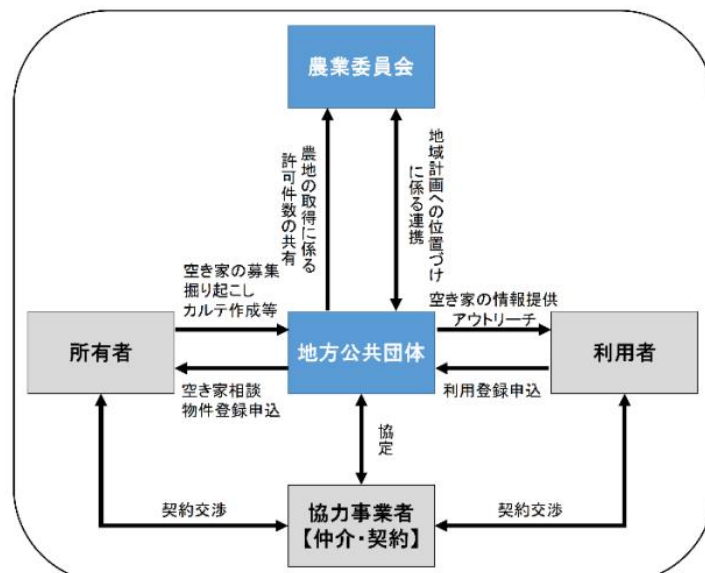 農業委員会
農地の取得に係る
許可件数の共有
地域計画への位置づけ
に係る連携
空き家の募集
掘り起こし
カルテ作成等
空き家の情報提供
アウトリーチ
所有者
地方公共団体
利用者
空き家相談
物件登録申込
利用登録申込
協定
契約交渉
協力事業者
【仲介・契約】
契約交渉